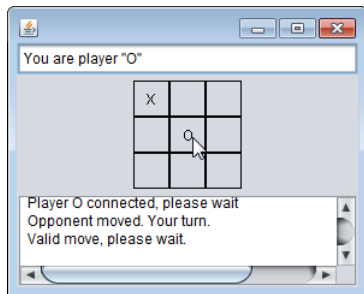 You are player "O"
X
O
Player O connected, please wait
Opponent moved. Your turn.
Valid move, please wait.